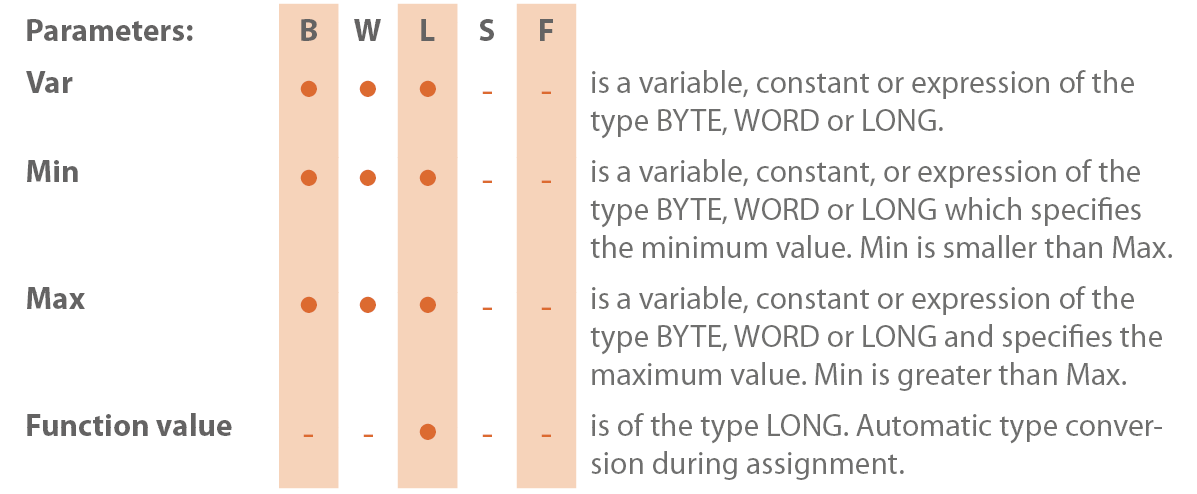 Parameters: B W L S F
Var ● ● ● - - is a variable, constant or expression of the
type BYTE, WORD or LONG.
Min ● ● ● - - is a variable, constant, or expression of the
type BYTE, WORD or LONG which specifies
the minimum value. Min is smaller than Max.
Max ● ● ● - - is a variable, constant or expression of the
type BYTE, WORD or LONG and specifies the
maximum value. Min is greater than Max.
Function value - - ● - - is of the type LONG. Automatic type conver-
sion during assignment.